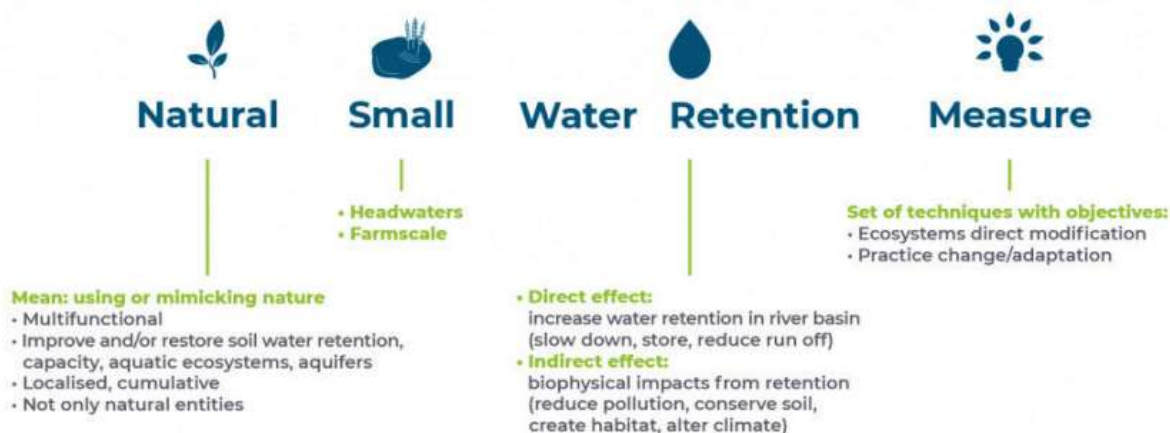 Natural Small Water Retention Measure
• Headwaters
• Farmscale
Set of techniques with objectives:
• Ecosystems direct modification
• Practice change/adaptation
Mean: using or mimicking nature
• Multifunctional
• Improve and/or restore soil water retention,
capacity, aquatic ecosystems, aquifers
• Localised, cumulative
• Not only natural entities
• Direct effect:
increase water retention in river basin
(slow down, store, reduce run off)
• Indirect effect:
biophysical impacts from retention
(reduce pollution, conserve soil,
create habitat, alter climate)